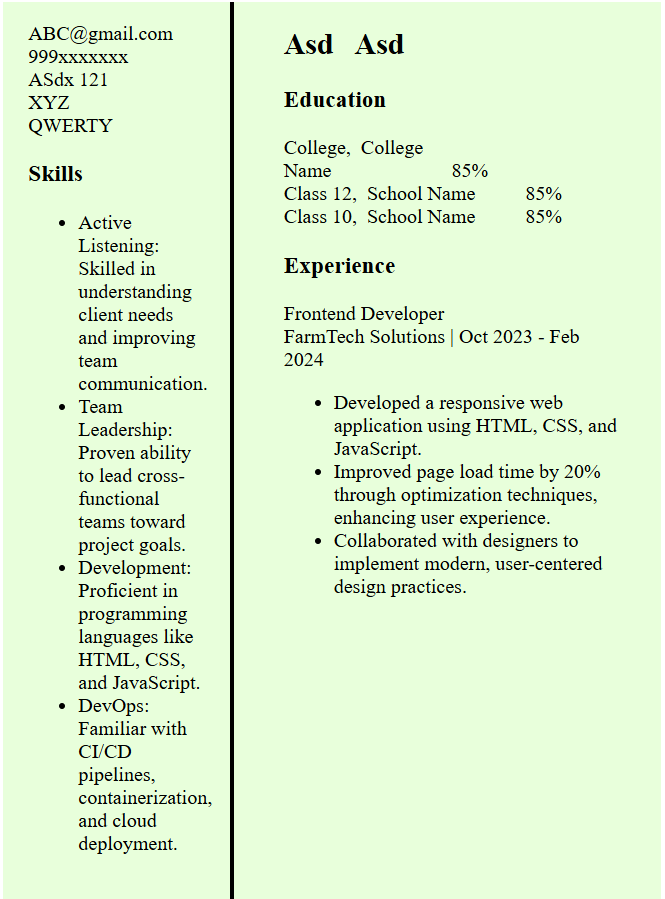 ABC@gmail.com
999xxxxxxx
ASdx 121
XYZ
QWERTY
Skills
• Active
Listening:
Skilled in
understanding
client needs
and improving
team
communication.
• Team
Leadership:
Proven ability
to lead cross-
functional
teams toward
project goals.
• Development:
Proficient in
programming
languages like
HTML, CSS,
and JavaScript.
• DevOps:
Familiar with
CI/CD
pipelines,
containerization,
and cloud
deployment.
Asd Asd
Education
College, College
Name 85%
Class 12, School Name 85%
Class 10, School Name 85%
Experience
Frontend Developer
FarmTech Solutions | Oct 2023 - Feb
2024
• Developed a responsive web
application using HTML, CSS, and
JavaScript.
• Improved page load time by 20%
through optimization techniques,
enhancing user experience.
• Collaborated with designers to
implement modern, user-centered
design practices.